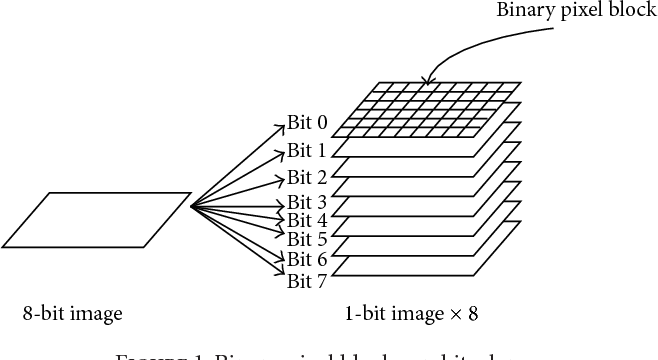 Binary pixel block
Bit 0
Bit 1
Bit 2
Bit 3
Bit 4
Bit 5
Bit 6
Bit 7
8-bit image
1-bit image × 8